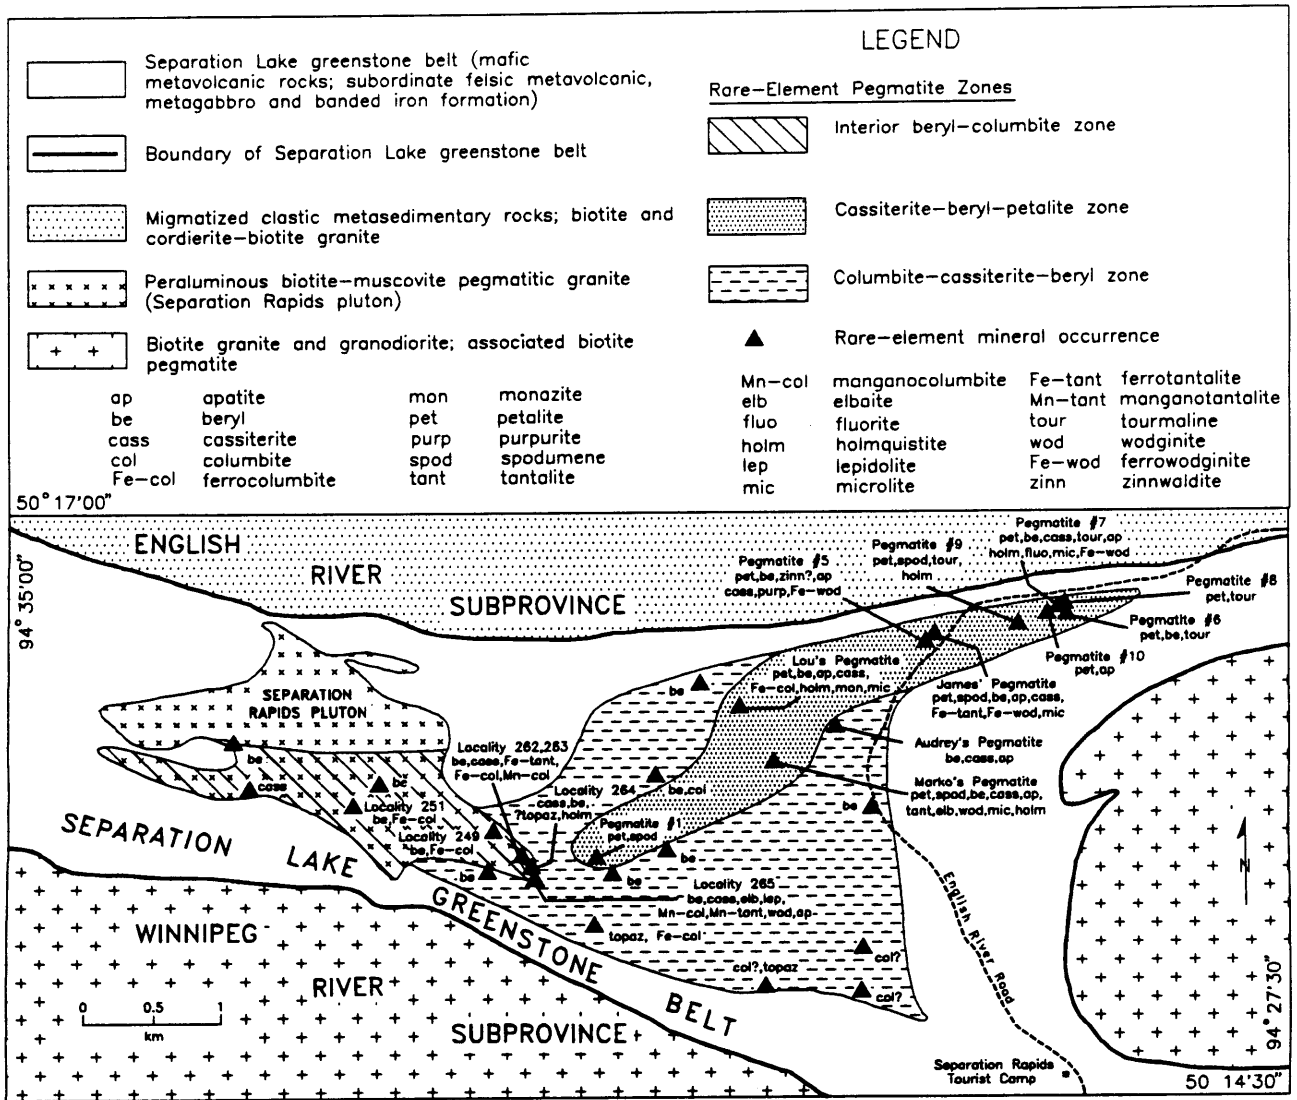 LEGEND
Separation Lake greenstone belt (mafic
metavolcanic rocks; subordinate felsic metavolcanic,
metagabbro and banded iron formation)
Boundary of Separation Lake greenstone belt
Migmatized clastic metasedimentary rocks; biotite and
cordierite-biotite granite
Peraluminous biotite-muscovite pegmatitic granite
(Separation Rapids pluton)
Biotite granite and granodiorite; associated biotite
pegmatite
Rare-Element Pegmatite Zones
Interior beryl-columbite zone
Cassiterite-beryl-petalite zone
Columbite-cassiterite-beryl zone
Rare-element mineral occurrence
ap apatite mon monazite
be beryl pet petalite
cass cassiterite purp purpurite
col columbite spod spodumene
Fe-col ferrocolumbite tant tantalite
Mn-col manganocolumbite Fe-tant ferrotantalite
elb elbaite Mn-tant manganotantalite
fluo fluorite tour tourmaline
holm holmquistite wod wodginite
lep lepidolite Fe-wod ferrowodginite
mic microlite zinn zinnwaldite
50° 17'00"
94° 35'00"
ENGLISH
RIVER
SUBPROVINCE
Pegmatite #7
pet,be,cass,tour,ap
holm,fluo,mic,Fe-wod
Pegmatite #9
pet,spod,tour,
holm
Pegmatite #5
pet,be,zinn?,ap
cass,purp,Fe-wod
Pegmatite #8
pet,tour
Pegmatite #6
pet,be,tour
Pegmatite #10
pet,ap
Lou's Pegmatite
pet,be,ap,cass,
Fe-col,holm,mon,mic
James' Pegmatite
pet,spod,be,ap,cass,
Fe-tant,Fe-wod,mic
Audrey's Pegmatite
be,cass,ap
Marko's Pegmatite
pet,spod,be,cass,ap,
tant,elb,wod,mic,holm
SEPARATION
RAPIDS PLUTON
be
be
cass
be
Locality 251
be,Fe-col
Locality 249
be,Fe-col
be
Locality 262,263
be,cass,Fe-tant,
Fe-col,Mn-col
Locality 264
cass,be,
?topaz,holm
be,col
Pegmatite #1
pet,spod
be
be
be
Locality 265
be,cass,elb,lep,
Mn-col,Mn-tant,wod,ap
topaz, Fe-col
col?,topaz
col?
col?
SEPARATION LAKE GREENSTONE BELT
WINNIPEG
RIVER
SUBPROVINCE
0 0.5 1
km
English River Road
N
Separation Rapids
Tourist Camp
94° 27'30"
50 14'30"